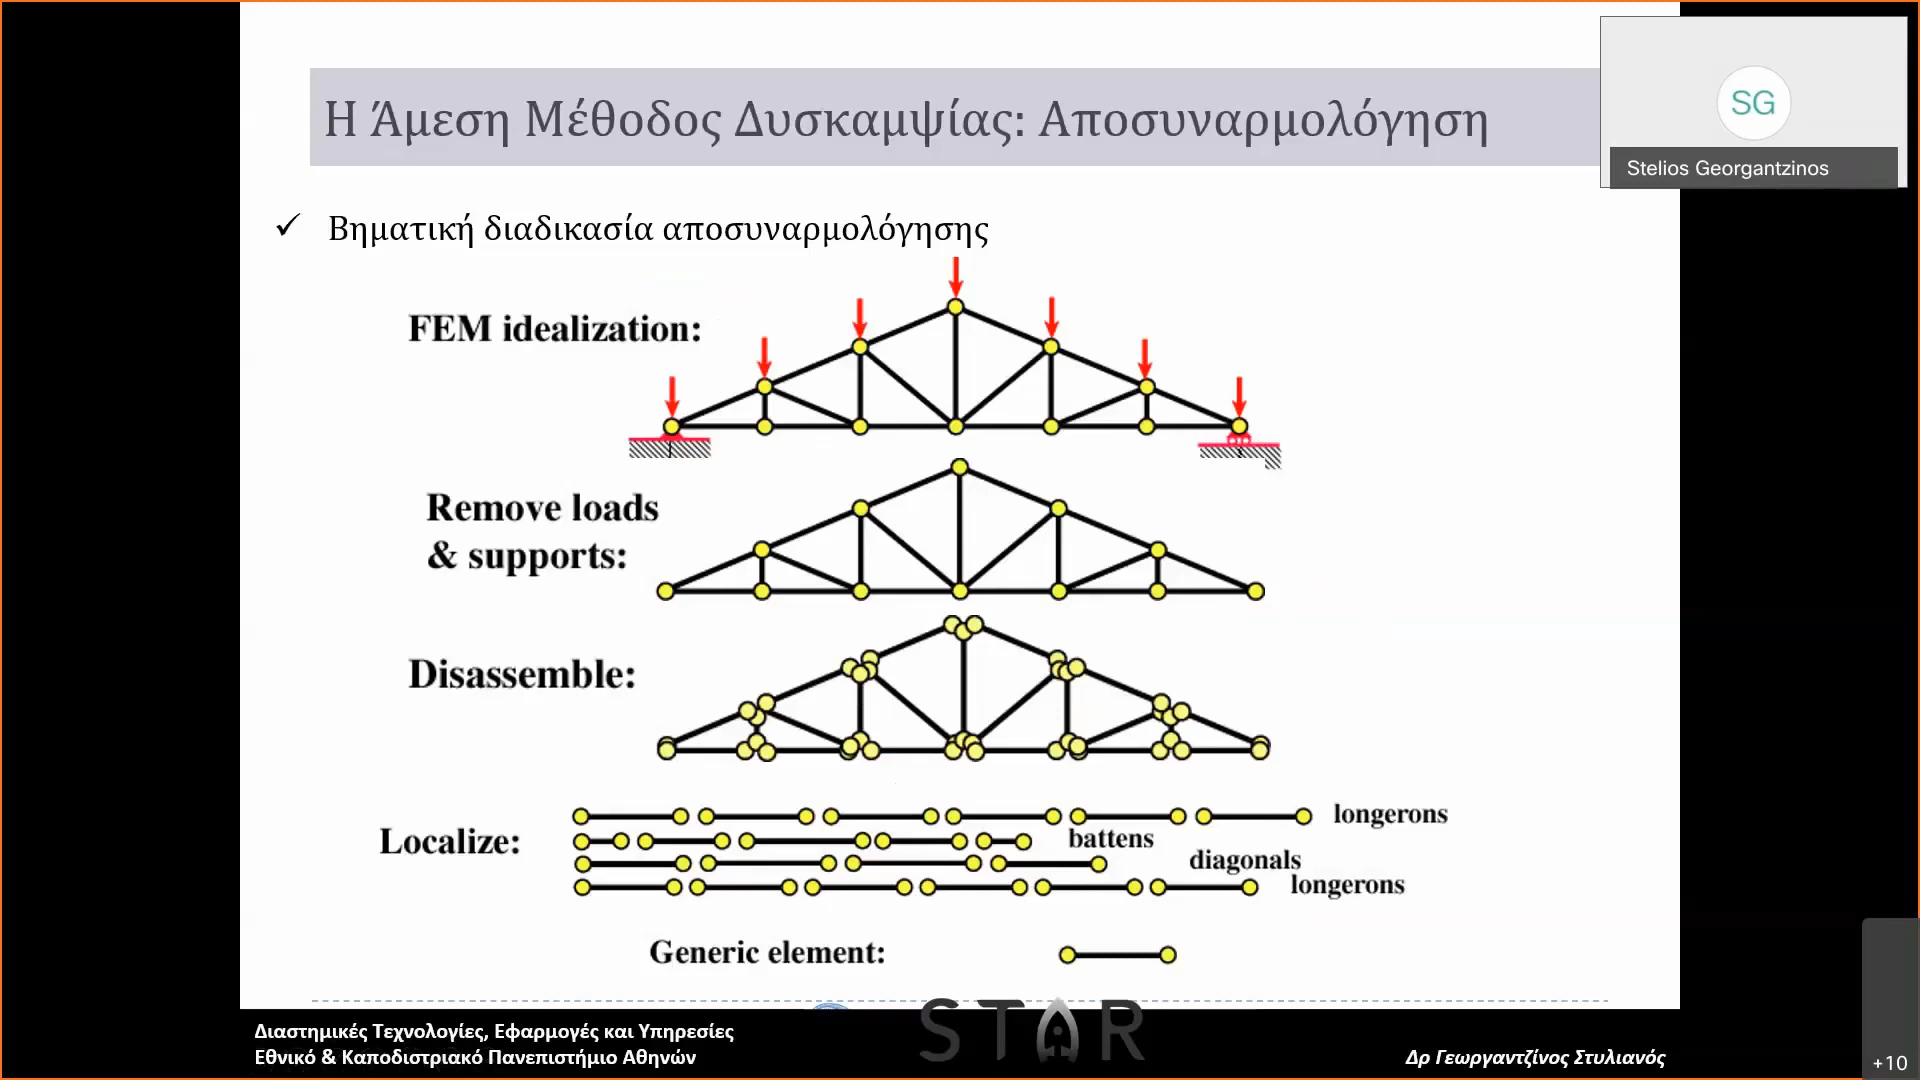 Η Άμεση Μέθοδος Δυσκαμψίας: Αποσυναρμολόγηση
SG
Stelios Georgantzinos
✓ Βηματική διαδικασία αποσυναρμολόγησης
FEM idealization:
Remove loads
& supports:
Disassemble:
Localize:
longerons
battens
diagonals
longerons
Generic element:
STAR
Διαστημικές Τεχνολογίες, Εφαρμογές και Υπηρεσίες
Εθνικό & Καποδιστριακό Πανεπιστήμιο Αθηνών
Δρ Γεωργαντζίνος Στυλιανός
+10